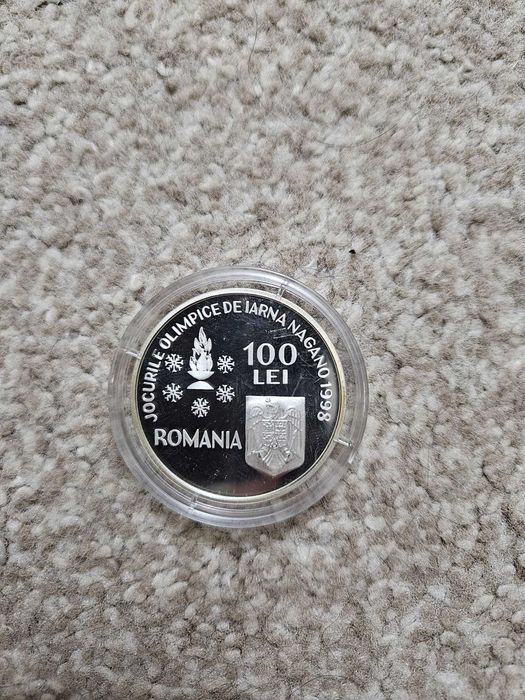 JOCURILE OLIMPICE DE IARNA NAGANO 1998
100
LEI
ROMANIA